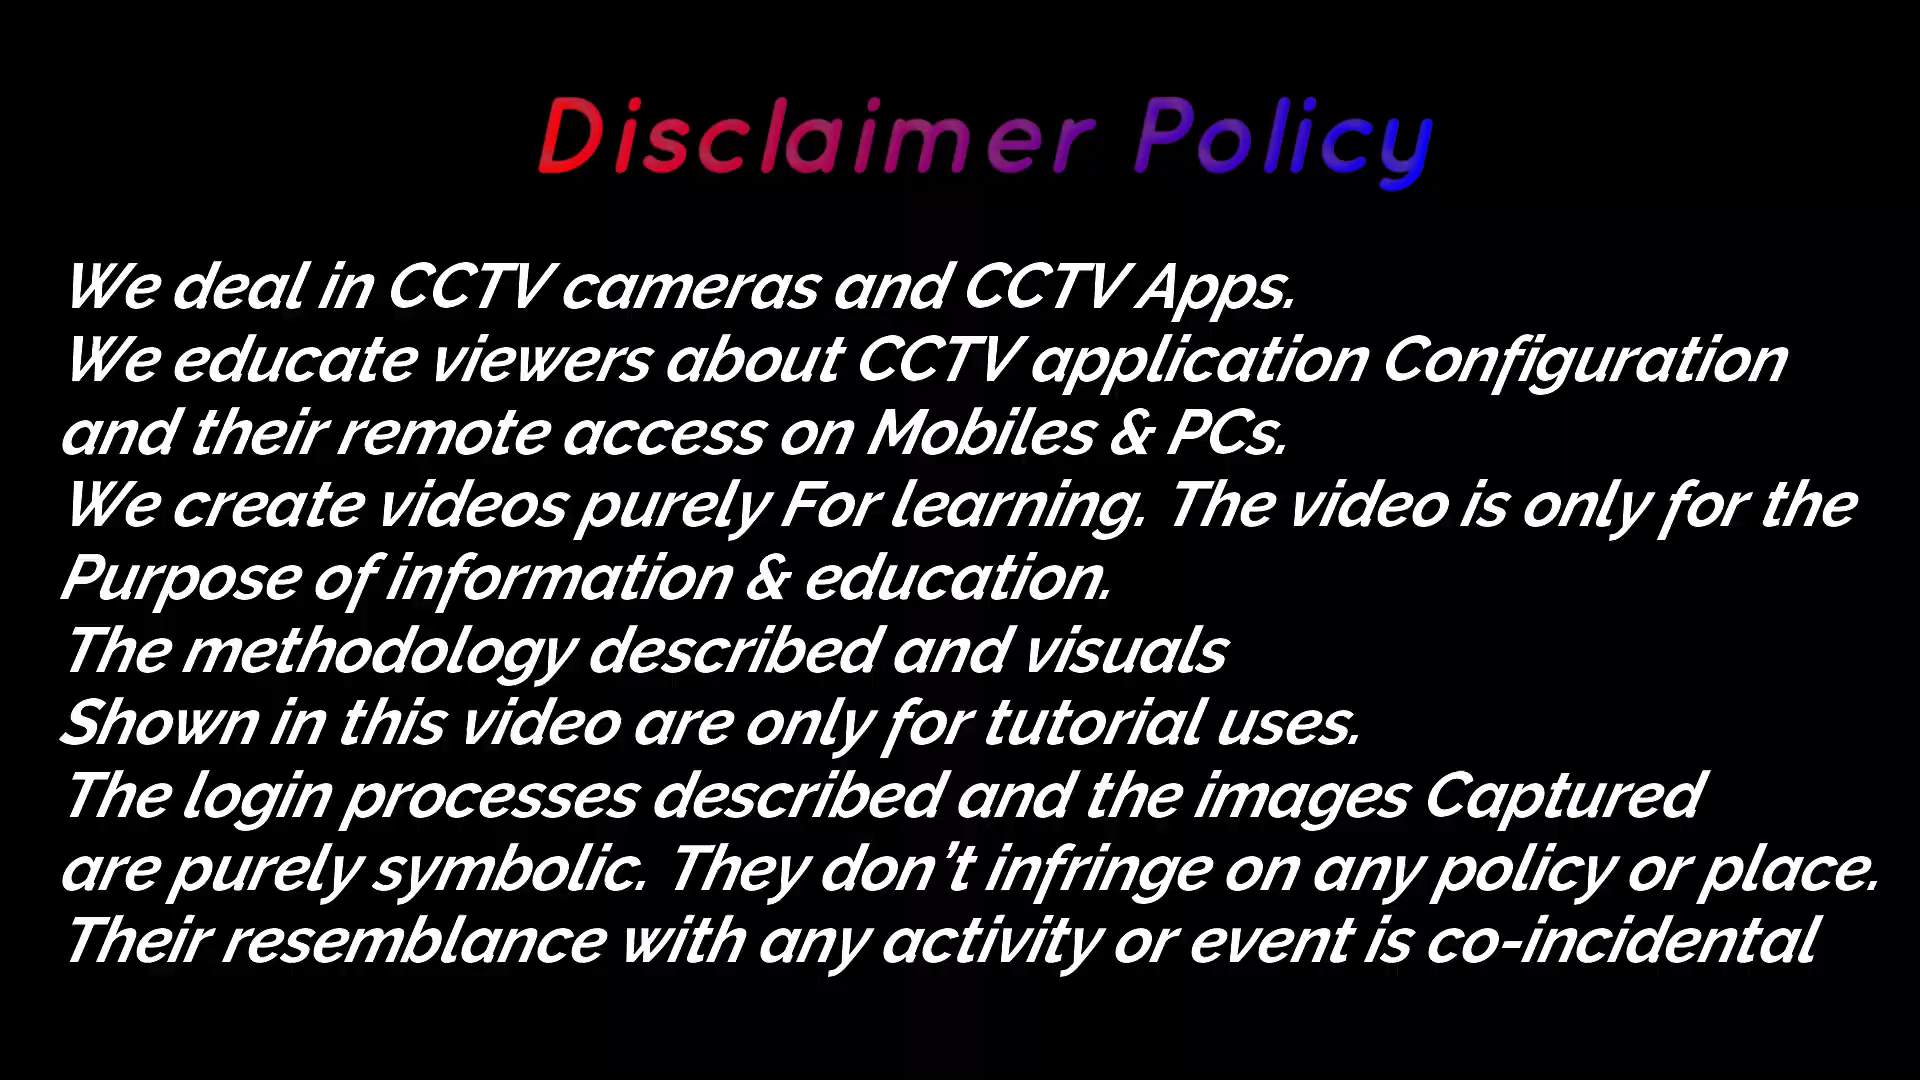 Disclaimer Policy
We deal in CCTV cameras and CCTV Apps.
We educate viewers about CCTV application Configuration
and their remote access on Mobiles & PCs.
We create videos purely For learning. The video is only for the
Purpose of information & education.
The methodology described and visuals
Shown in this video are only for tutorial uses.
The login processes described and the images Captured
are purely symbolic. They don't infringe on any policy or place.
Their resemblance with any activity or event is co-incidental